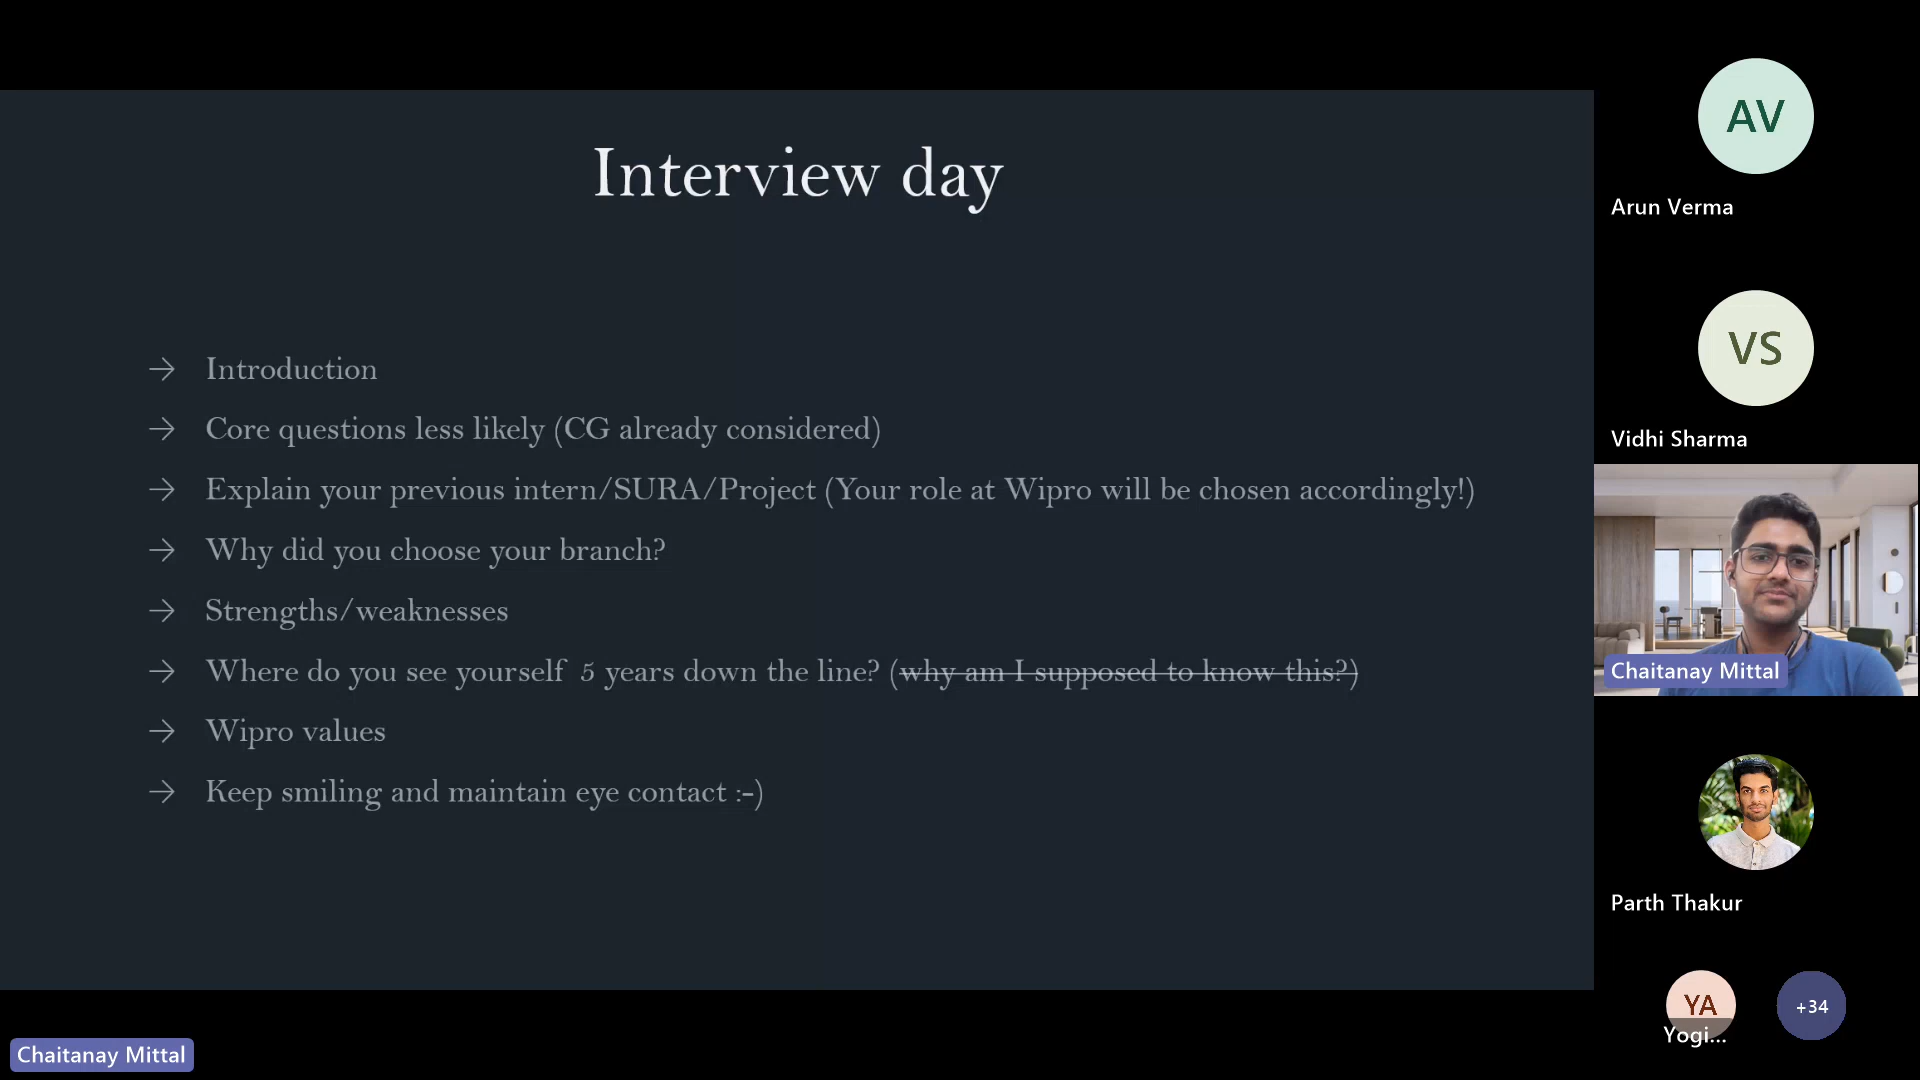 Interview day
→ Introduction
→ Core questions less likely (CG already considered)
→ Explain your previous intern/SURA/Project (Your role at Wipro will be chosen accordingly!)
→ Why did you choose your branch?
→ Strengths/weaknesses
→ Where do you see yourself 5 years down the line? (why am I supposed to know this?)
→ Wipro values
→ Keep smiling and maintain eye contact :-)
AV
Arun Verma
VS
Vidhi Sharma
Chaitanay Mittal
Parth Thakur
YA
Yogi...
+34
Chaitanay Mittal